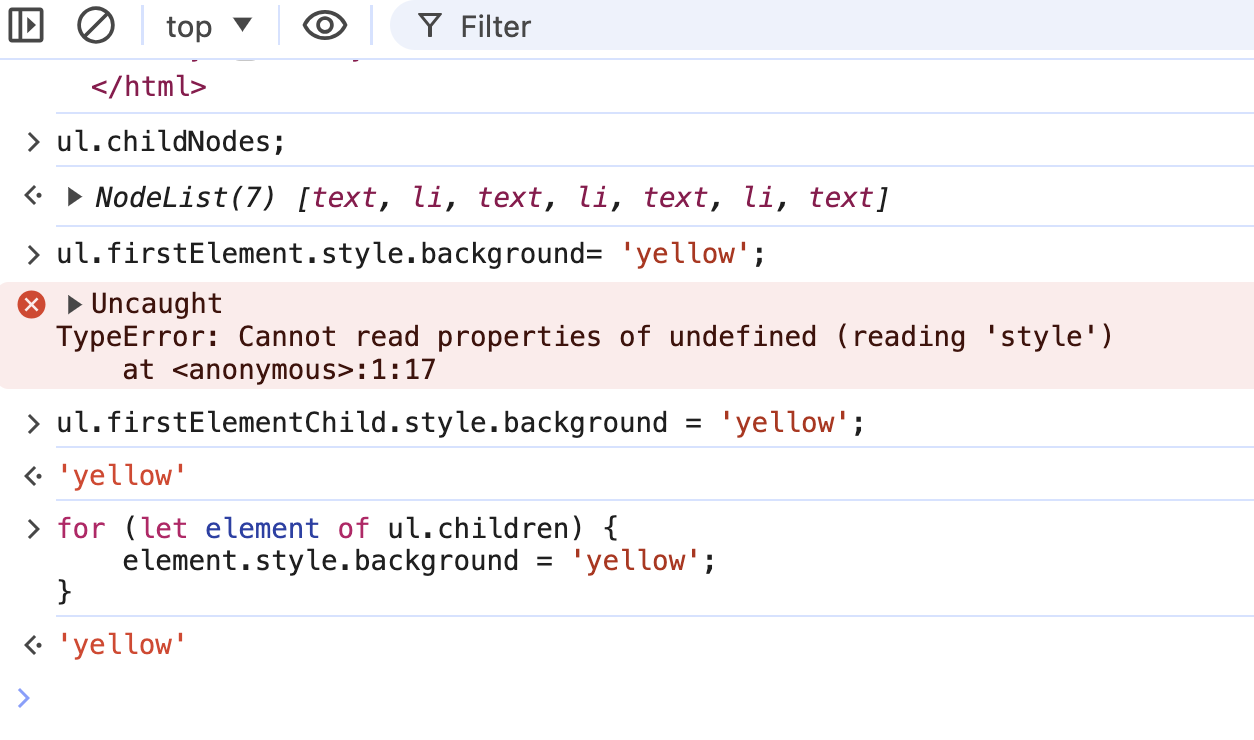 top
Filter
</html>
ul.childNodes;
NodeList(7) [text, li, text, li, text, li, text]
ul.firstElement.style.background= 'yellow';
Uncaught
TypeError: Cannot read properties of undefined (reading 'style')
at <anonymous>:1:17
ul.firstElementChild.style.background = 'yellow';
'yellow'
for (let element of ul.children) {
element.style.background = 'yellow';
}
'yellow'